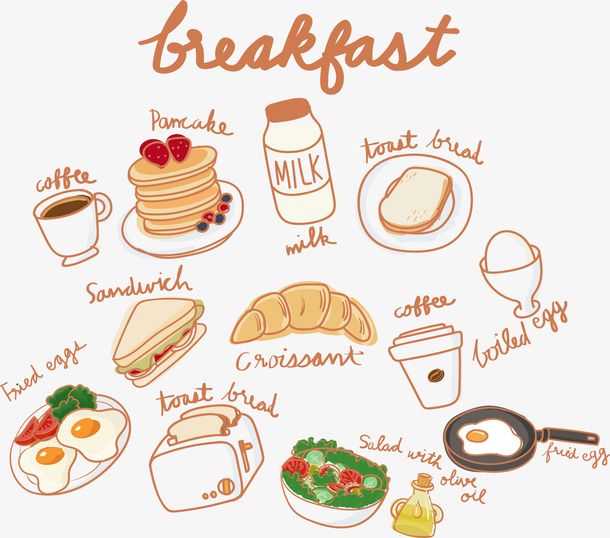 breakfast
Pancake
coffee
MILK
milk
toast bread
boiled egg
Sandwich
Croissant
coffee
Fried eggs
toast bread
Salad with
olive
oil
fried egg